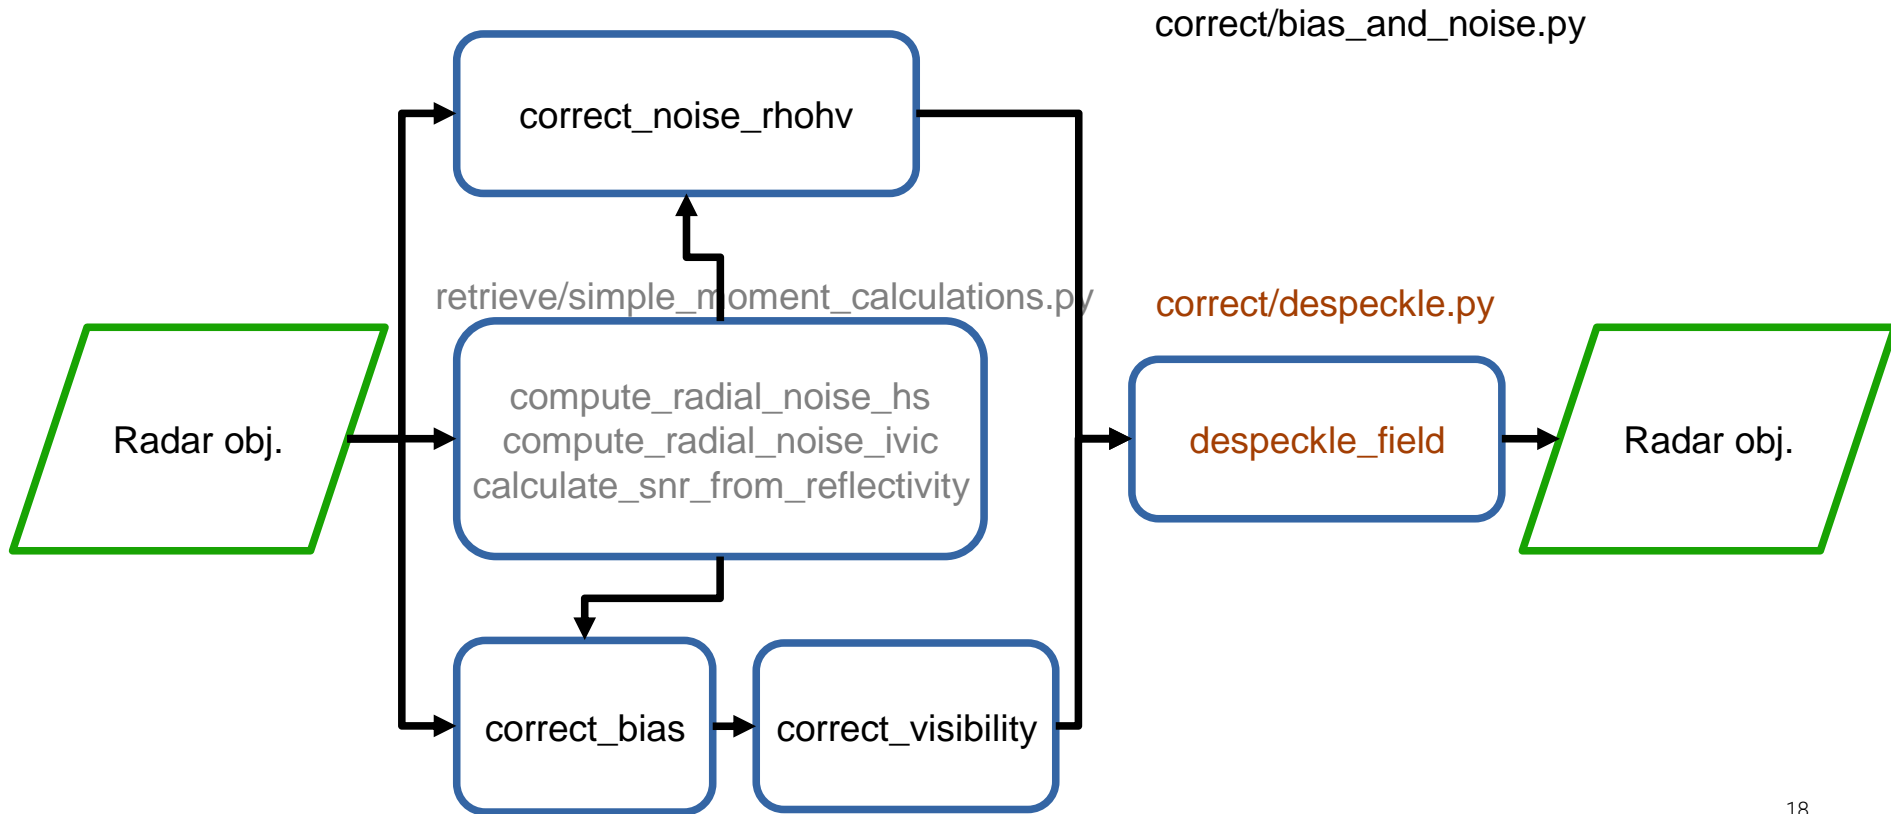 correct/bias_and_noise.py
correct_noise_rhohv
retrieve/simple_moment_calculations.py
correct/despeckle.py
Radar obj.
compute_radial_noise_hs
compute_radial_noise_ivic
calculate_snr_from_reflectivity
despeckle_field
Radar obj.
correct_bias
correct_visibility
18